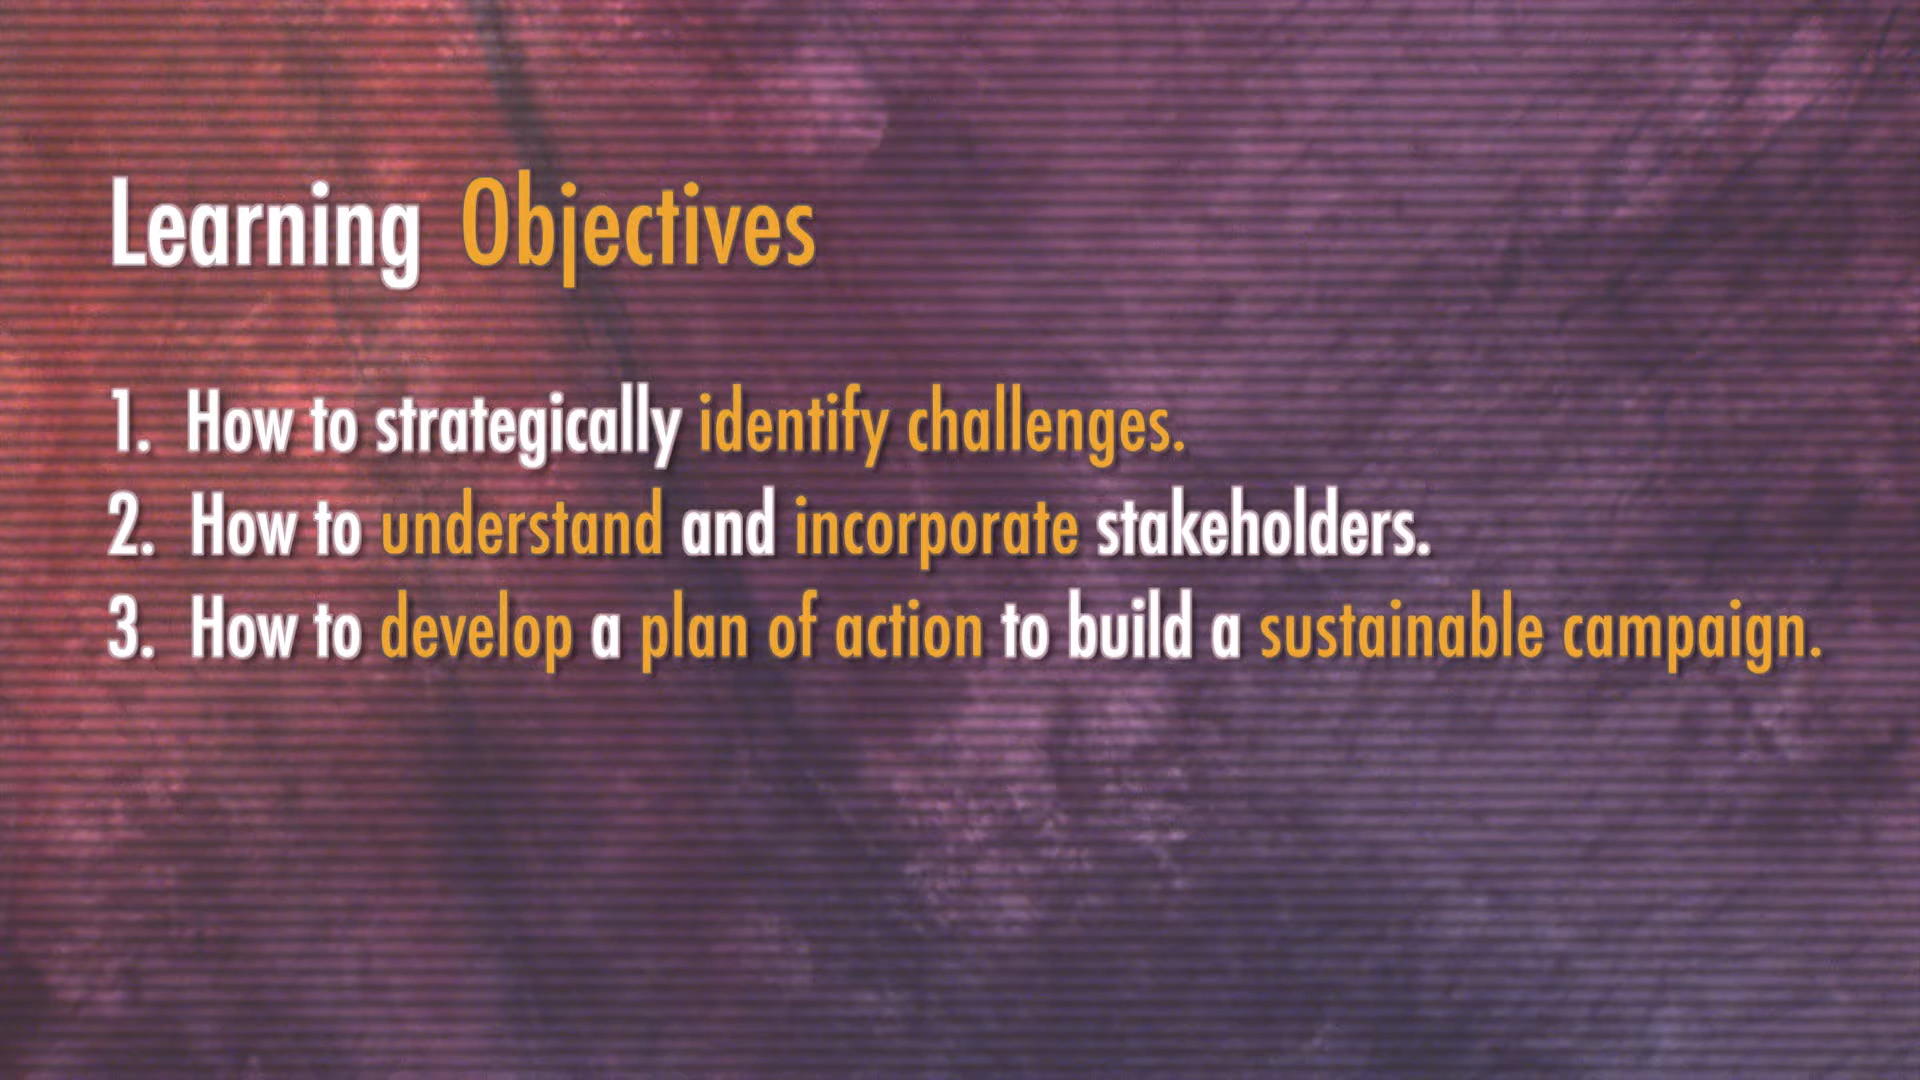 Learning Objectives
1. How to strategically identify challenges.
2. How to understand and incorporate stakeholders.
3. How to develop a plan of action to build a sustainable campaign.